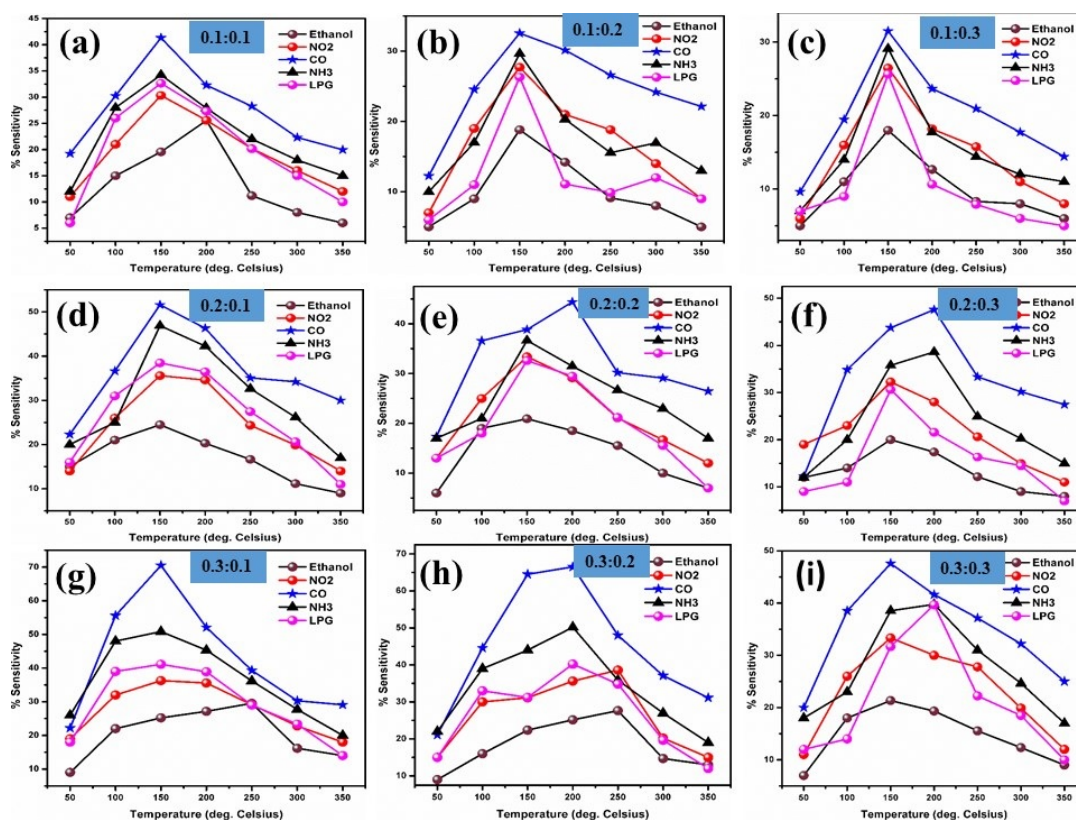 (a)
0.1:0.1
Ethanol
NO2
CO
NH3
LPG
% Sensitivity
45
40
35
30
25
20
15
10
5
50 100 150 200 250 300 350
Temperature (deg. Celsius)
(b)
0.1:0.2
Ethanol
NO2
CO
NH3
LPG
% Sensitivity
30
20
10
50 100 150 200 250 300 350
Temperature (deg. Celsius)
(c)
0.1:0.3
Ethanol
NO2
CO
NH3
LPG
% Sensitivity
30
20
10
50 100 150 200 250 300 350
Temperature (deg. Celsius)
(d)
0.2:0.1
Ethanol
NO2
CO
NH3
LPG
% Sensitivity
50
40
30
20
10
50 100 150 200 250 300 350
Temperature (deg. Celsius)
(e)
0.2:0.2
Ethanol
NO2
CO
NH3
LPG
% Sensitivity
40
30
20
10
50 100 150 200 250 300 350
Temperature (deg. Celsius)
(f)
0.2:0.3
Ethanol
NO2
CO
NH3
LPG
% Sensitivity
50
40
30
20
10
50 100 150 200 250 300 350
Temperature (deg. Celsius)
(g)
0.3:0.1
Ethanol
NO2
CO
NH3
LPG
% Sensitivity
70
60
50
40
30
20
10
50 100 150 200 250 300 350
Temperature (deg. Celsius)
(h)
0.3:0.2
Ethanol
NO2
CO
NH3
LPG
% Sensitivity
70
60
50
40
30
20
10
50 100 150 200 250 300 350
Temperature (deg. Celsius)
(i)
0.3:0.3
Ethanol
NO2
CO
NH3
LPG
% Sensitivity
50
40
30
20
10
50 100 150 200 250 300 350
Temperature (deg. Celsius)